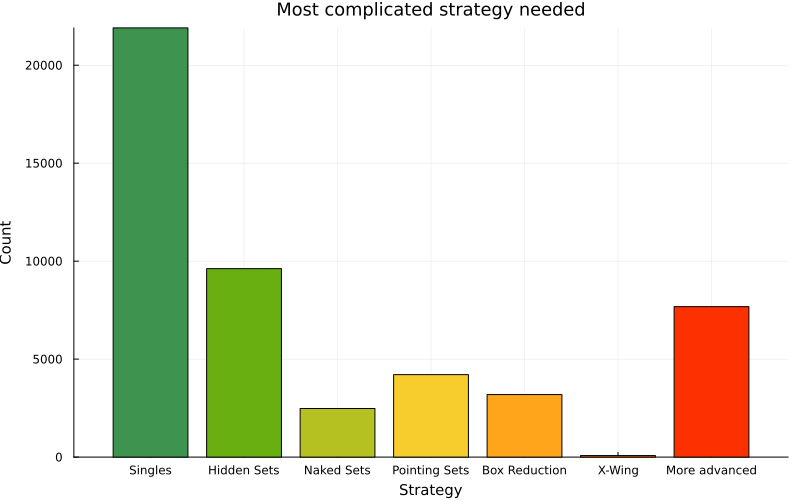 Most complicated strategy needed
Count
20000
15000
10000
5000
0
Singles Hidden Sets Naked Sets Pointing Sets Box Reduction X-Wing More advanced
Strategy